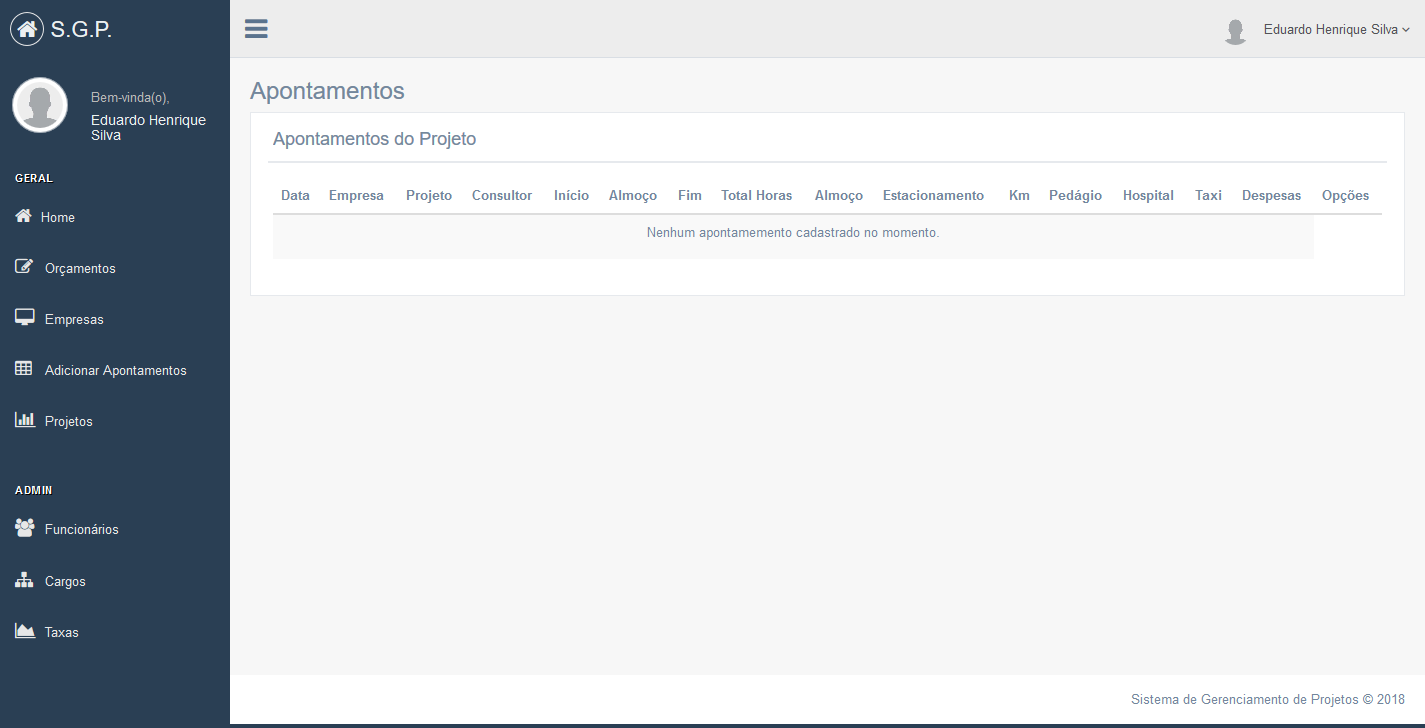 S.G.P.
Eduardo Henrique Silva
Bem-vinda(o),
Eduardo Henrique
Silva
GERAL
Home
Orçamentos
Empresas
Adicionar Apontamentos
Projetos
ADMIN
Funcionários
Cargos
Taxas
Apontamentos
Apontamentos do Projeto
Data Empresa Projeto Consultor Início Almoço Fim Total Horas Almoço Estacionamento Km Pedágio Hospital Taxi Despesas Opções
Nenhum apontamemento cadastrado no momento.
Sistema de Gerenciamento de Projetos © 2018